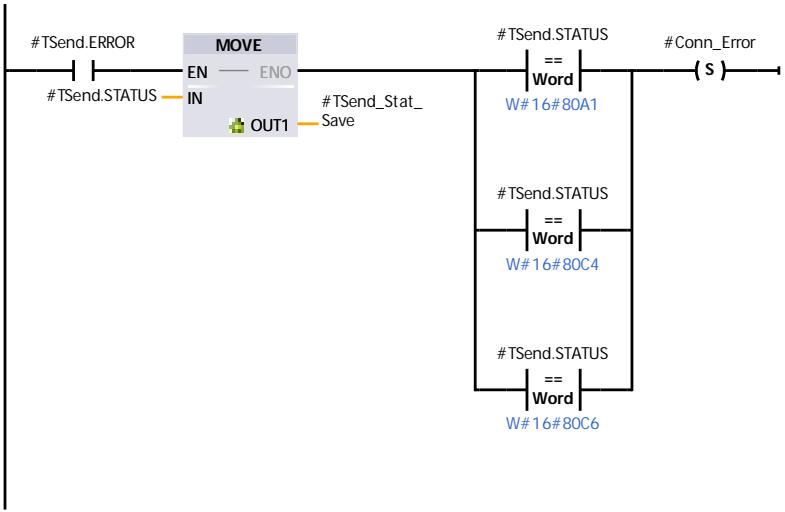 #TSend.ERROR
MOVE
EN
ENO
#TSend.STATUS
IN
OUT1
#TSend_Stat_
Save
#TSend.STATUS
==
Word
W#16#80A1
#Conn_Error
S
#TSend.STATUS
==
Word
W#16#80C4
#TSend.STATUS
==
Word
W#16#80C6